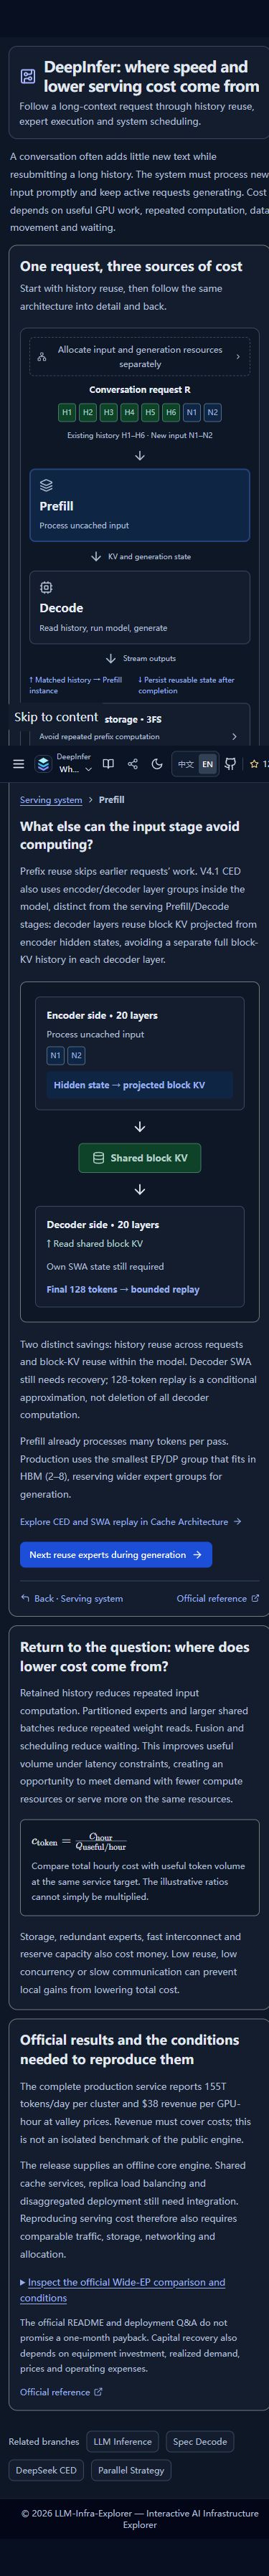 DeepInfer: where speed and
lower serving cost come from
Follow a long-context request through history reuse,
expert execution and system scheduling.
A conversation often adds little new text while
resubmitting a long history. The system must process new
input promptly and keep active requests generating. Cost
depends on useful GPU work, repeated computation, data
movement and waiting.
One request, three sources of cost
Start with history reuse, then follow the same
architecture into detail and back.
Allocate input and generation resources
separately
Conversation request R
H1 H2 H3 H4 H5 H6 N1 N2
Existing history H1–H6 · New input N1–N2
Prefill
Process uncached input
KV and generation state
Decode
Read history, run model, generate
Stream outputs
↑ Matched history → Prefill
instance
↓ Persist reusable state after
completion
Skip to content
storage • 3FS
Avoid repeated prefix computation
DeepInfer
Wh...
中文 EN
Serving system > Prefill
What else can the input stage avoid
computing?
Prefix reuse skips earlier requests' work. V4.1 CED
also uses encoder/decoder layer groups inside the
model, distinct from the serving Prefill/Decode
stages: decoder layers reuse block KV projected from
encoder hidden states, avoiding a separate full block-
KV history in each decoder layer.
Encoder side • 20 layers
Process uncached input
N1 N2
Hidden state → projected block KV
Shared block KV
Decoder side • 20 layers
↑ Read shared block KV
Own SWA state still required
Final 128 tokens → bounded replay
Two distinct savings: history reuse across requests
and block-KV reuse within the model. Decoder SWA
still needs recovery; 128-token replay is a conditional
approximation, not deletion of all decoder
computation.
Prefill already processes many tokens per pass.
Production uses the smallest EP/DP group that fits in
HBM (2–8), reserving wider expert groups for
generation.
Explore CED and SWA replay in Cache Architecture →
Next: reuse experts during generation →
Back · Serving system
Official reference
Return to the question: where does
lower cost come from?
Retained history reduces repeated input
computation. Partitioned experts and larger shared
batches reduce repeated weight reads. Fusion and
scheduling reduce waiting. This improves useful
volume under latency constraints, creating an
opportunity to meet demand with fewer compute
resources or serve more on the same resources.
c_token = C_hour / Q_useful/hour
Compare total hourly cost with useful token volume
at the same service target. The illustrative ratios
cannot simply be multiplied.
Storage, redundant experts, fast interconnect and
reserve capacity also cost money. Low reuse, low
concurrency or slow communication can prevent
local gains from lowering total cost.
Official results and the conditions
needed to reproduce them
The complete production service reports 155T
tokens/day per cluster and $38 revenue per GPU-
hour at valley prices. Revenue must cover costs; this
is not an isolated benchmark of the public engine.
The release supplies an offline core engine. Shared
cache services, replica load balancing and
disaggregated deployment still need integration.
Reproducing serving cost therefore also requires
comparable traffic, storage, networking and
allocation.
▶ Inspect the official Wide-EP comparison and
conditions
The official README and deployment Q&A do not
promise a one-month payback. Capital recovery also
depends on equipment investment, realized demand,
prices and operating expenses.
Official reference
Related branches LLM Inference Spec Decode
DeepSeek CED Parallel Strategy
© 2026 LLM-Infra-Explorer — Interactive AI Infrastructure
Explorer